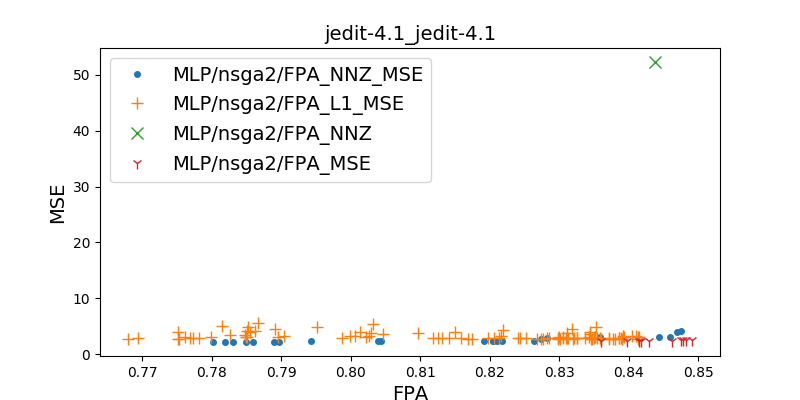 jedit-4.1_jedit-4.1
MLP/nsga2/FPA_NNZ_MSE
MLP/nsga2/FPA_L1_MSE
MLP/nsga2/FPA_NNZ
MLP/nsga2/FPA_MSE
MSE
50
40
30
20
10
0
0.77 0.78 0.79 0.80 0.81 0.82 0.83 0.84 0.85
FPA